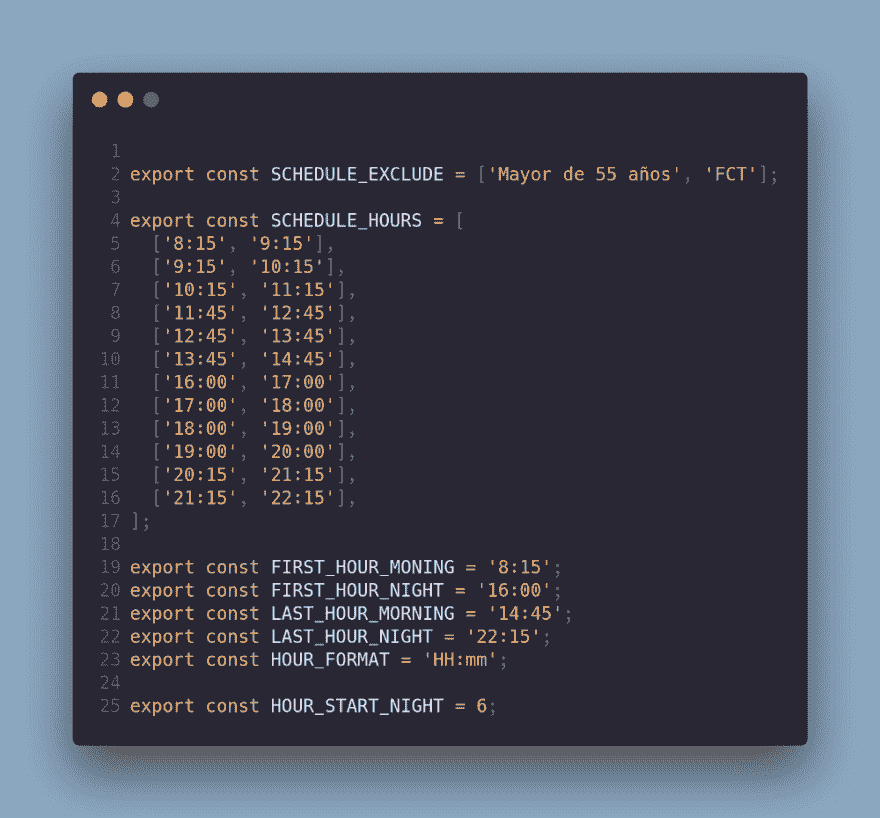 1
2 export const SCHEDULE_EXCLUDE = ['Mayor de 55 años', 'FCT'];
3
4 export const SCHEDULE_HOURS = [
5   ['8:15', '9:15'],
6   ['9:15', '10:15'],
7   ['10:15', '11:15'],
8   ['11:45', '12:45'],
9   ['12:45', '13:45'],
10   ['13:45', '14:45'],
11   ['16:00', '17:00'],
12   ['17:00', '18:00'],
13   ['18:00', '19:00'],
14   ['19:00', '20:00'],
15   ['20:15', '21:15'],
16   ['21:15', '22:15'],
17 ];
18
19 export const FIRST_HOUR_MONING = '8:15';
20 export const FIRST_HOUR_NIGHT = '16:00';
21 export const LAST_HOUR_MORNING = '14:45';
22 export const LAST_HOUR_NIGHT = '22:15';
23 export const HOUR_FORMAT = 'HH:mm';
24
25 export const HOUR_START_NIGHT = 6;